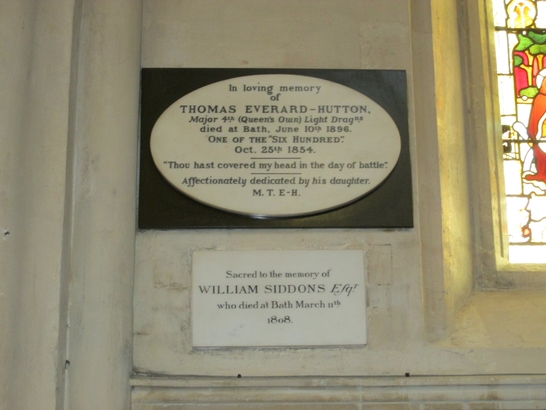 In loving memory
of
THOMAS EVERARD-HUTTON,
Major 4th (Queen's Own) Light Dragns
died at Bath, June 10th 1896.
ONE OF THE "SIX HUNDRED".
Oct. 25th 1854.
"Thou hast covered my head in the day of battle".
Affectionately dedicated by his daughter.
M. T. E-H.
Sacred to the memory of
WILLIAM SIDDONS Esqr
who died at Bath March 11th
1808.